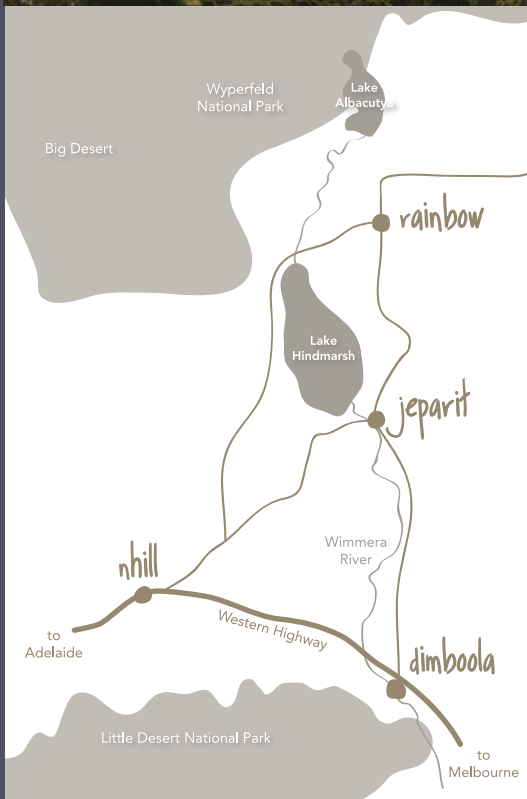 Wyperfeld
National Park
Lake
Albacutya
Big Desert
rainbow
Lake
Hindmarsh
jeparit
Wimmera
River
nhill
Western Highway
to
Adelaide
dimboola
Little Desert National Park
to
Melbourne